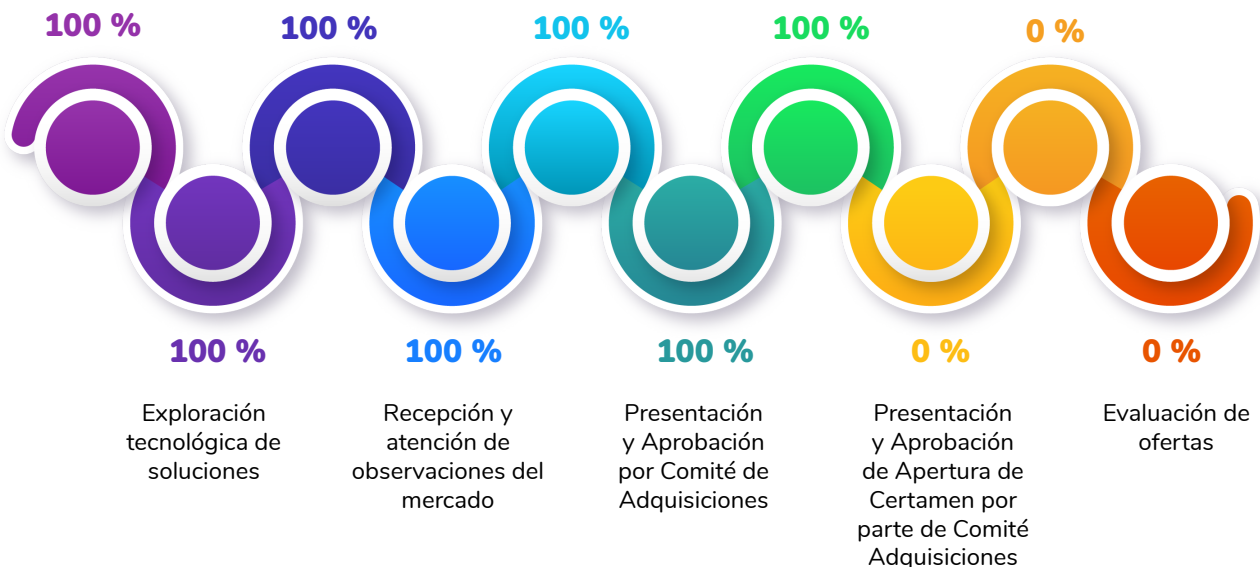 100 %
100 %
100 %
100 %
0 %
100 %
100 %
100 %
0 %
0 %
Exploración
tecnológica de
soluciones
Recepción y
atención de
observaciones del
mercado
Presentación
y Aprobación
por Comité de
Adquisiciones
Presentación
y Aprobación
de Apertura de
Certamen por
parte de Comité
Adquisiciones
Evaluación de
ofertas